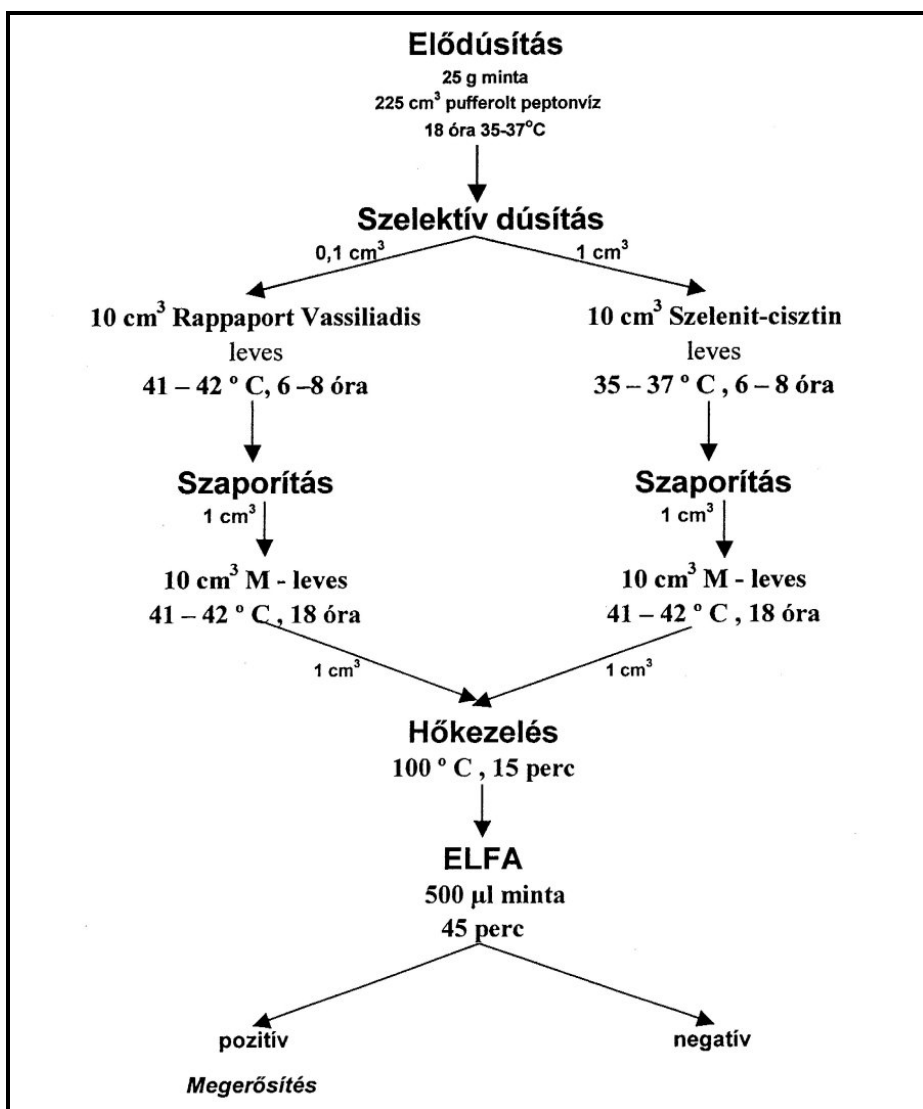 Elődúsítás
25 g minta
225 cm³ pufferolt peptonvíz
18 óra 35-37°C
Szelektív dúsítás
0,1 cm³
1 cm³
10 cm³ Rappaport Vassiliadis
leves
41 – 42 º C, 6 –8 óra
10 cm³ Szelenit-cisztin
leves
35 – 37 º C , 6 – 8 óra
Szaporítás
1 cm³
Szaporítás
1 cm³
10 cm³ M - leves
41 – 42 º C , 18 óra
10 cm³ M - leves
41 – 42 º C , 18 óra
1 cm³
1 cm³
Hőkezelés
100 º C , 15 perc
ELFA
500 µl minta
45 perc
pozitív
negatív
Megerősítés